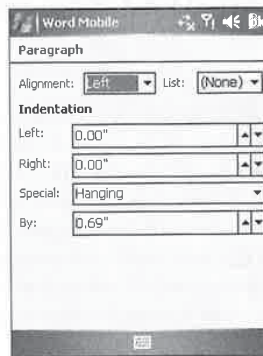 Word Mobile
Paragraph
Alignment: Left List: (None)
Indentation
Left: 0.00"
Right: 0.00"
Special: Hanging
By: 0.69"